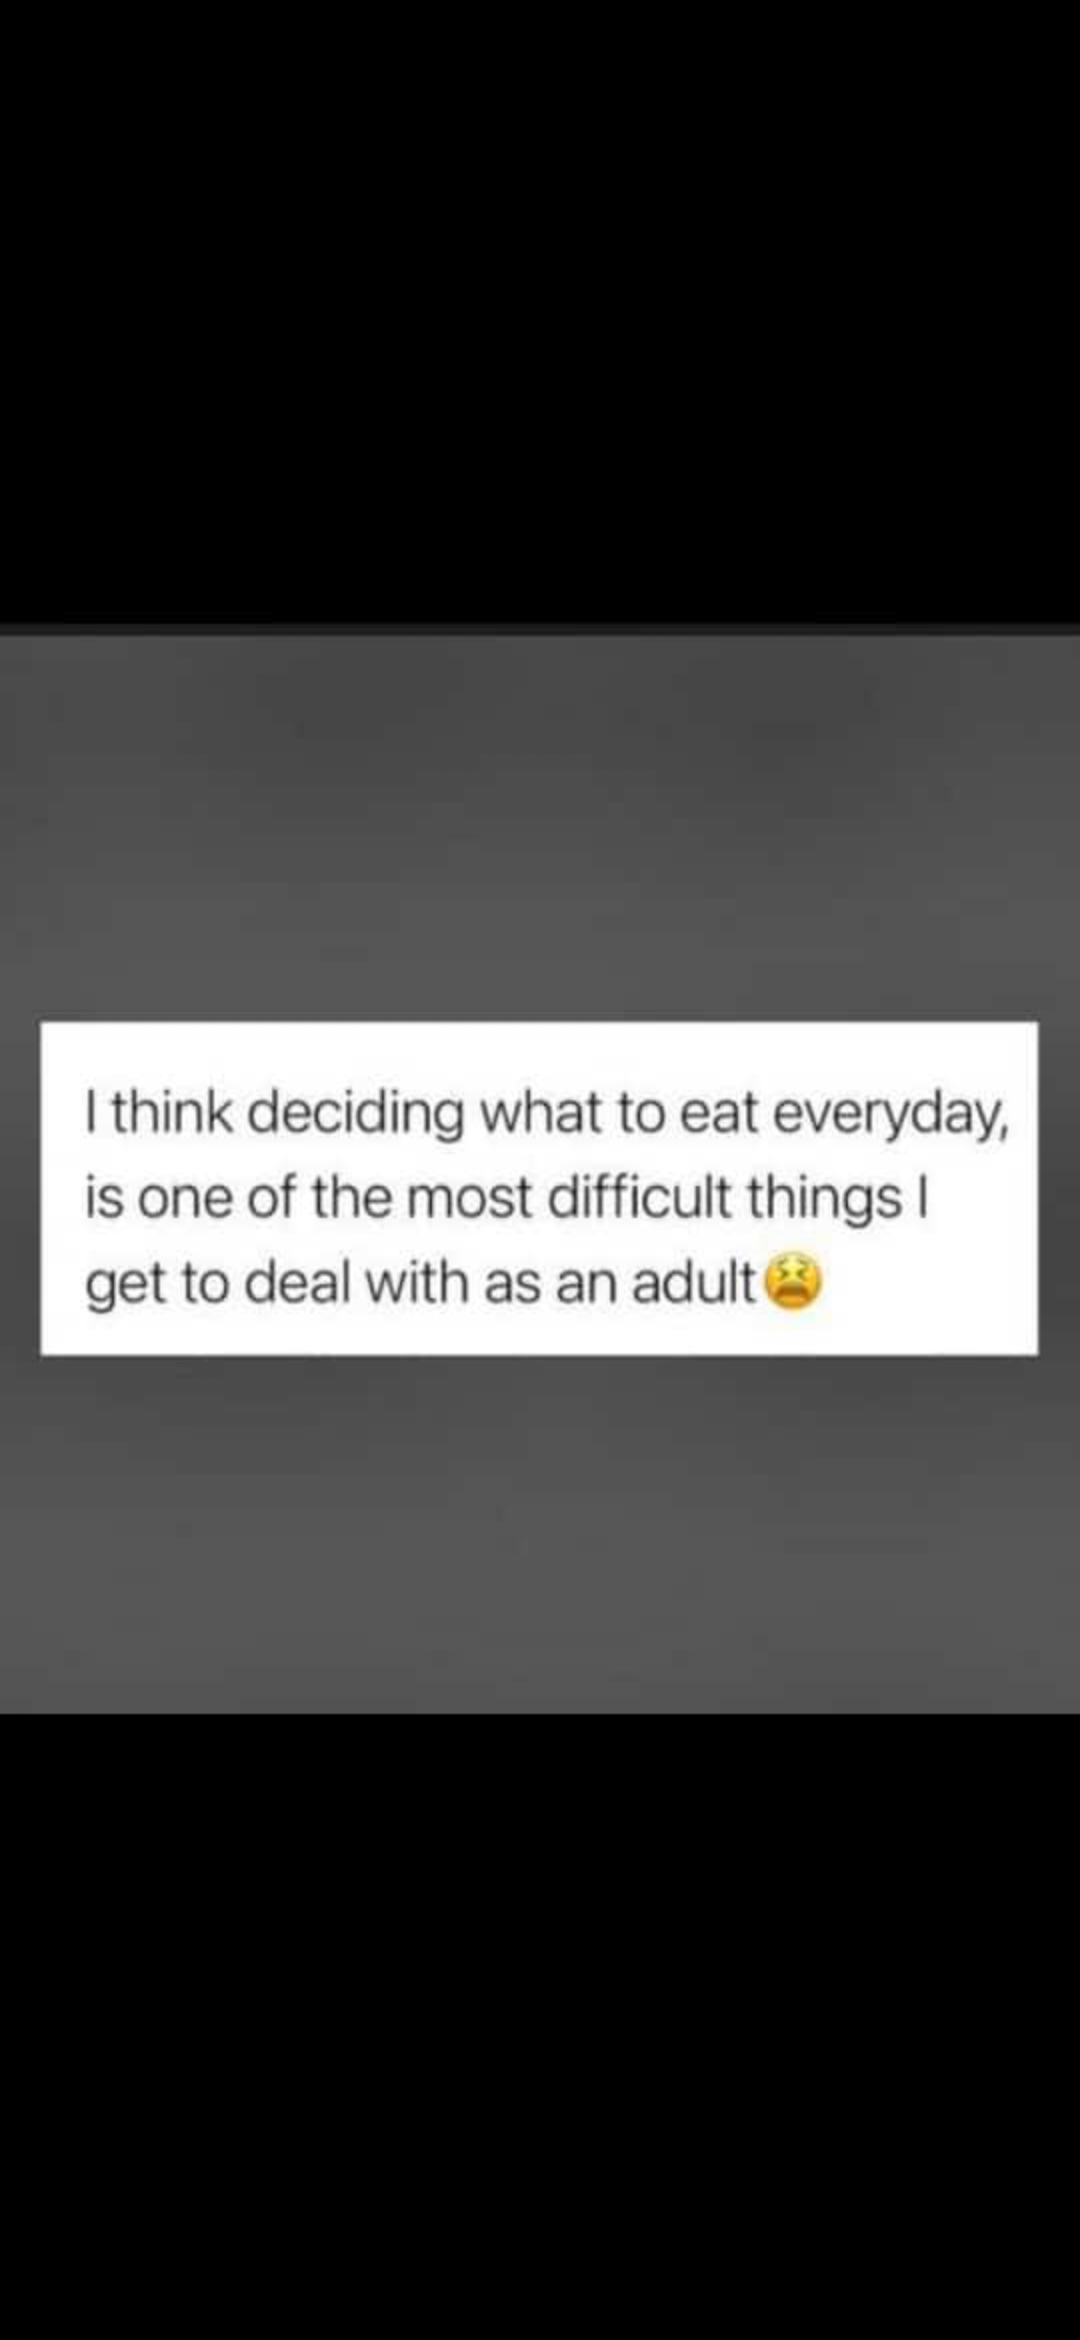 I think deciding what to eat everyday,
is one of the most difficult things I
get to deal with as an adult😫